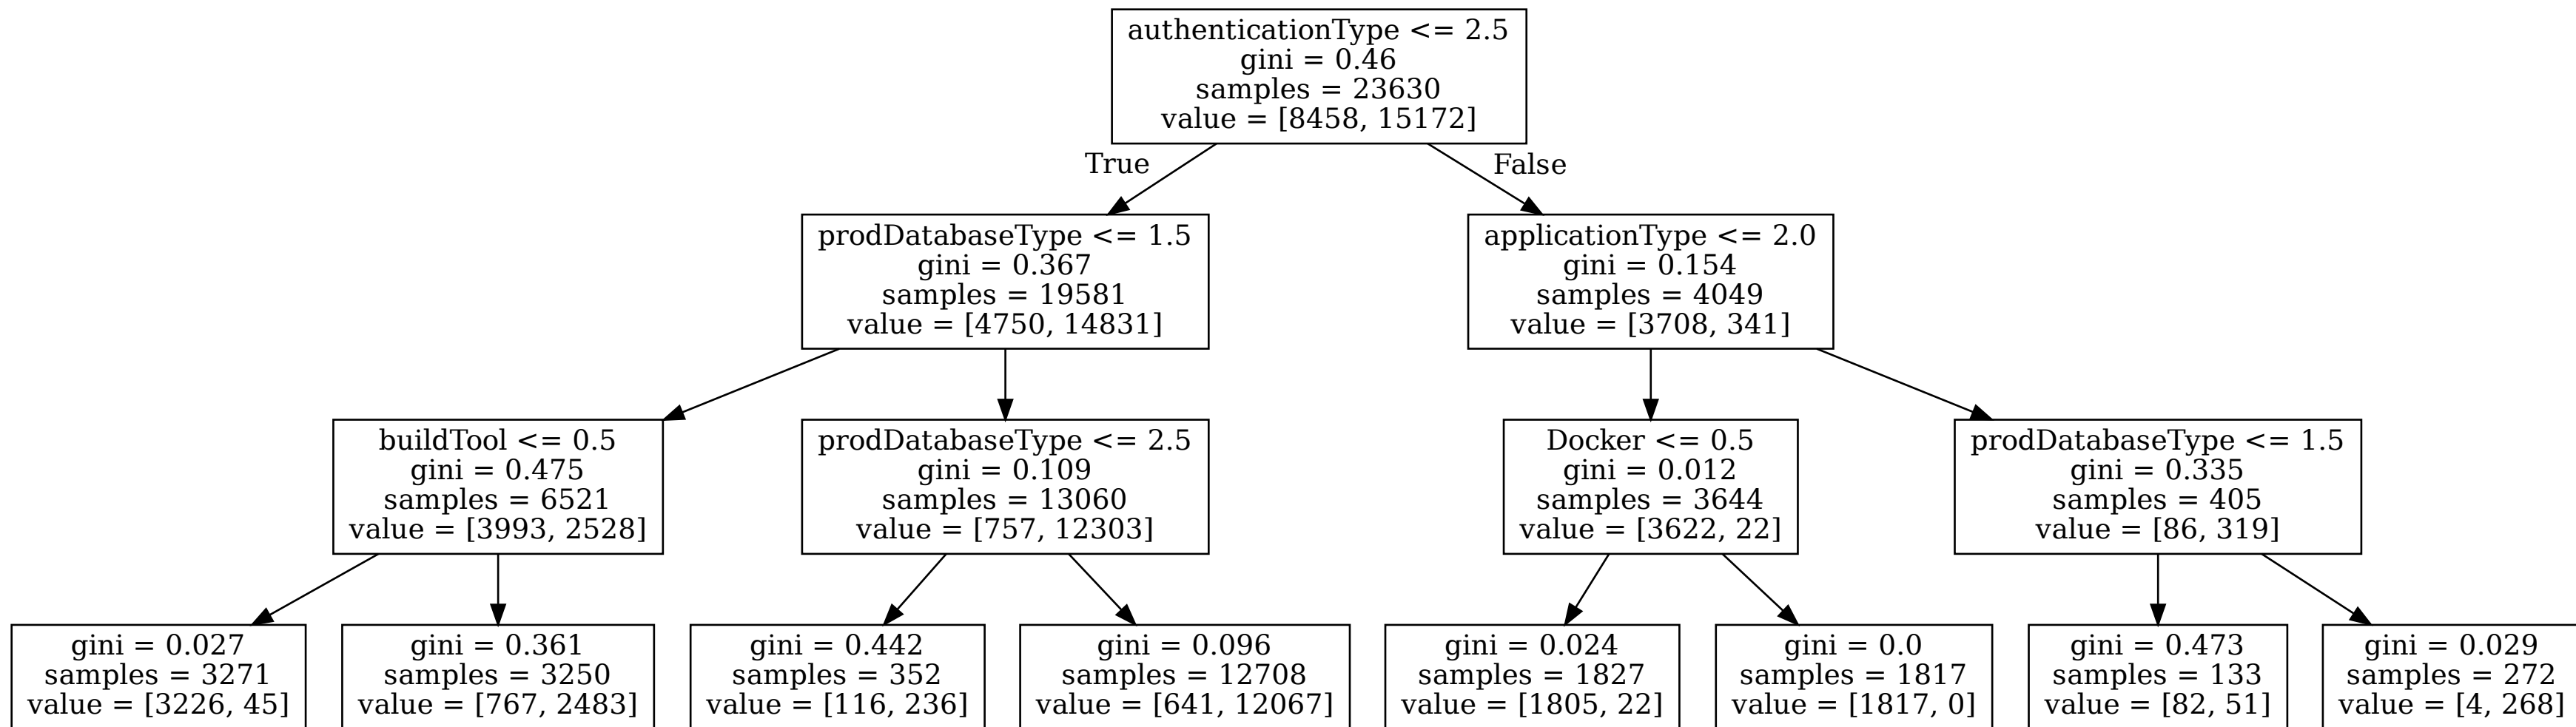 authenticationType <= 2.5
gini = 0.46
samples = 23630
value = [8458, 15172]
True
False
prodDatabaseType <= 1.5
gini = 0.367
samples = 19581
value = [4750, 14831]
applicationType <= 2.0
gini = 0.154
samples = 4049
value = [3708, 341]
buildTool <= 0.5
gini = 0.475
samples = 6521
value = [3993, 2528]
prodDatabaseType <= 2.5
gini = 0.109
samples = 13060
value = [757, 12303]
Docker <= 0.5
gini = 0.012
samples = 3644
value = [3622, 22]
prodDatabaseType <= 1.5
gini = 0.335
samples = 405
value = [86, 319]
gini = 0.027
samples = 3271
value = [3226, 45]
gini = 0.361
samples = 3250
value = [767, 2483]
gini = 0.442
samples = 352
value = [116, 236]
gini = 0.096
samples = 12708
value = [641, 12067]
gini = 0.024
samples = 1827
value = [1805, 22]
gini = 0.0
samples = 1817
value = [1817, 0]
gini = 0.473
samples = 133
value = [82, 51]
gini = 0.029
samples = 272
value = [4, 268]